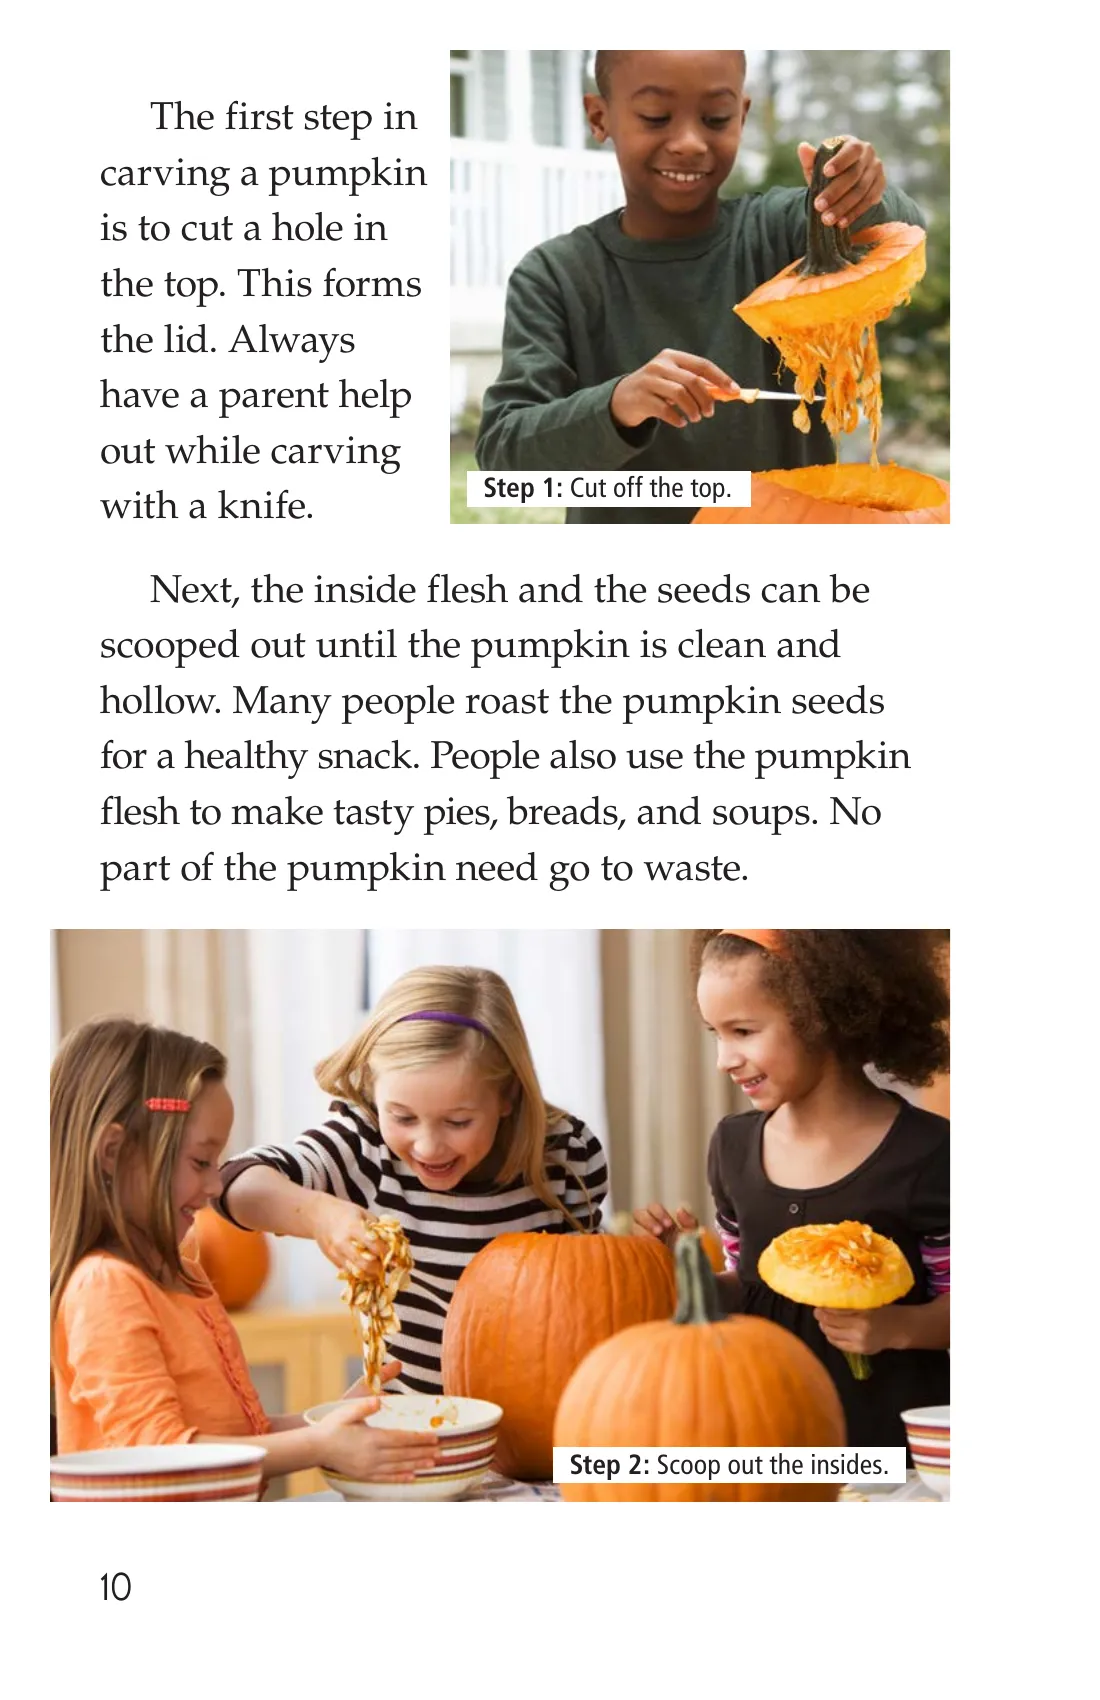 The first step in
carving a pumpkin
is to cut a hole in
the top. This forms
the lid. Always
have a parent help
out while carving
with a knife.
Step 1: Cut off the top.
Next, the inside flesh and the seeds can be
scooped out until the pumpkin is clean and
hollow. Many people roast the pumpkin seeds
for a healthy snack. People also use the pumpkin
flesh to make tasty pies, breads, and soups. No
part of the pumpkin need go to waste.
Step 2: Scoop out the insides.
10